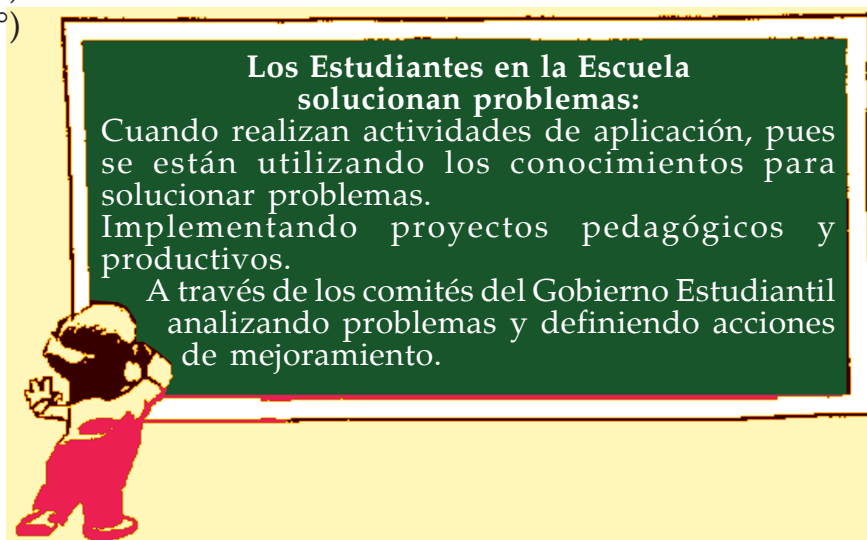 °)
Los Estudiantes en la Escuela
solucionan problemas:
Cuando realizan actividades de aplicación, pues
se están utilizando los conocimientos para
solucionar problemas.
Implementando proyectos pedagógicos y
productivos.
A través de los comités del Gobierno Estudiantil
analizando problemas y definiendo acciones
de mejoramiento.